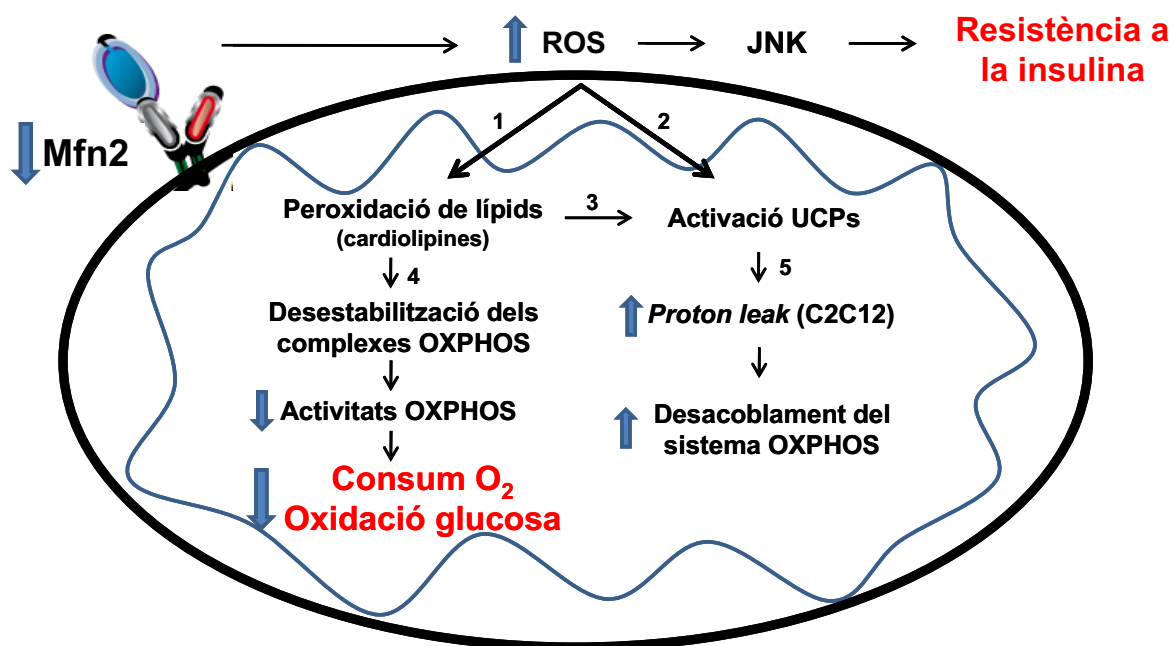 ROS
JNK
Resistència a
la insulina
Mfn2
1
2
Peroxidació de lípids
(cardiolipines)
3
Activació UCPs
4
5
Desestabilització dels
complexes OXPHOS
Proton leak (C2C12)
Activitats OXPHOS
Desacoblament del
sistema OXPHOS
Consum O₂
Oxidació glucosa